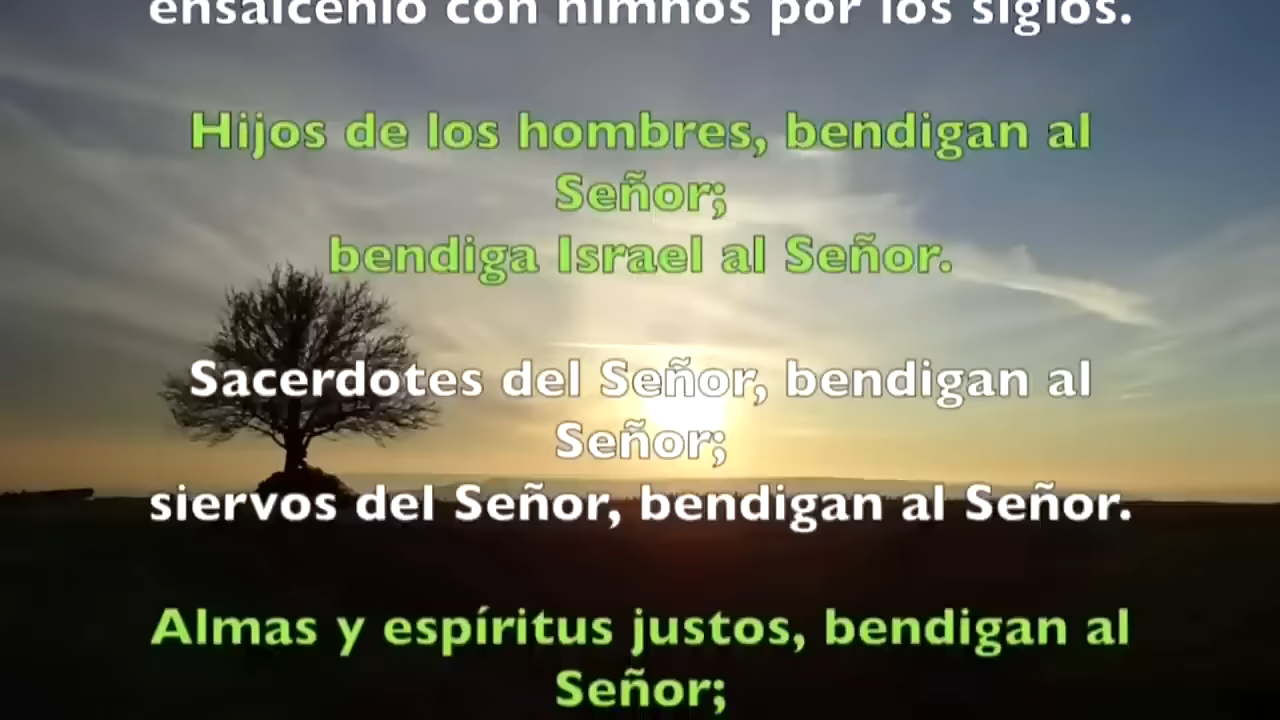 ensálcenlo con himnos por los siglos.
Hijos de los hombres, bendigan al
Señor;
bendiga Israel al Señor.
Sacerdotes del Señor, bendigan al
Señor;
siervos del Señor, bendigan al Señor.
Almas y espíritus justos, bendigan al
Señor;